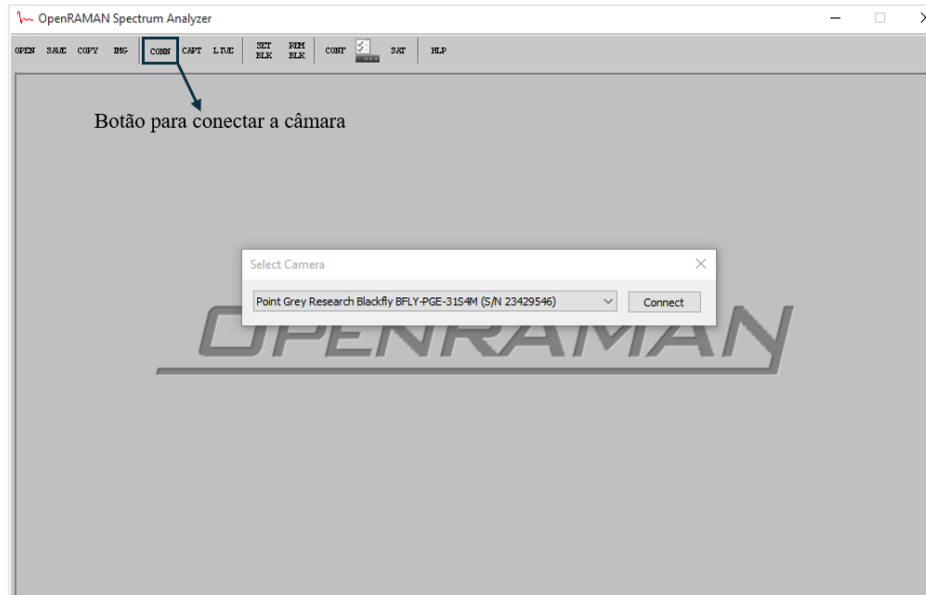 OpenRAMAN Spectrum Analyzer
OPEN SAVE COPY IMG CONN CAPT LIVE SET BLK REM BLK CONT SAT HLP
Botão para conectar a câmara
Select Camera
Point Grey Research Blackfly BFLY-PGE-31S4M (S/N 23429546) Connect
OPENRAMAN